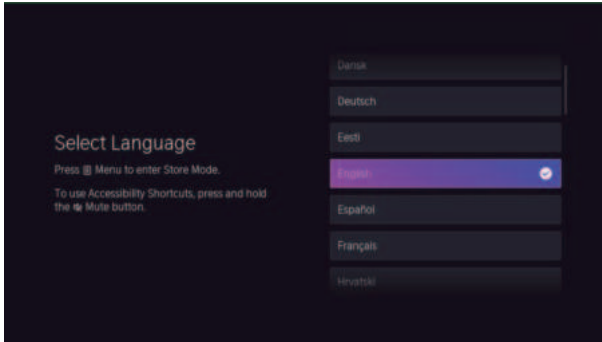 Select Language
Press Menu to enter Store Mode.
To use Accessibility Shortcuts, press and hold
the Mute button.
Dansk
Deutsch
Eesti
English
Español
Français
Hrvatski